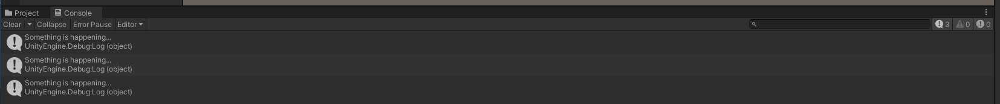 Project Console
Clear Collapse Error Pause Editor 3 0 0
Something is happening...
UnityEngine.Debug:Log (object)
Something is happening...
UnityEngine.Debug:Log (object)
Something is happening...
UnityEngine.Debug:Log (object)